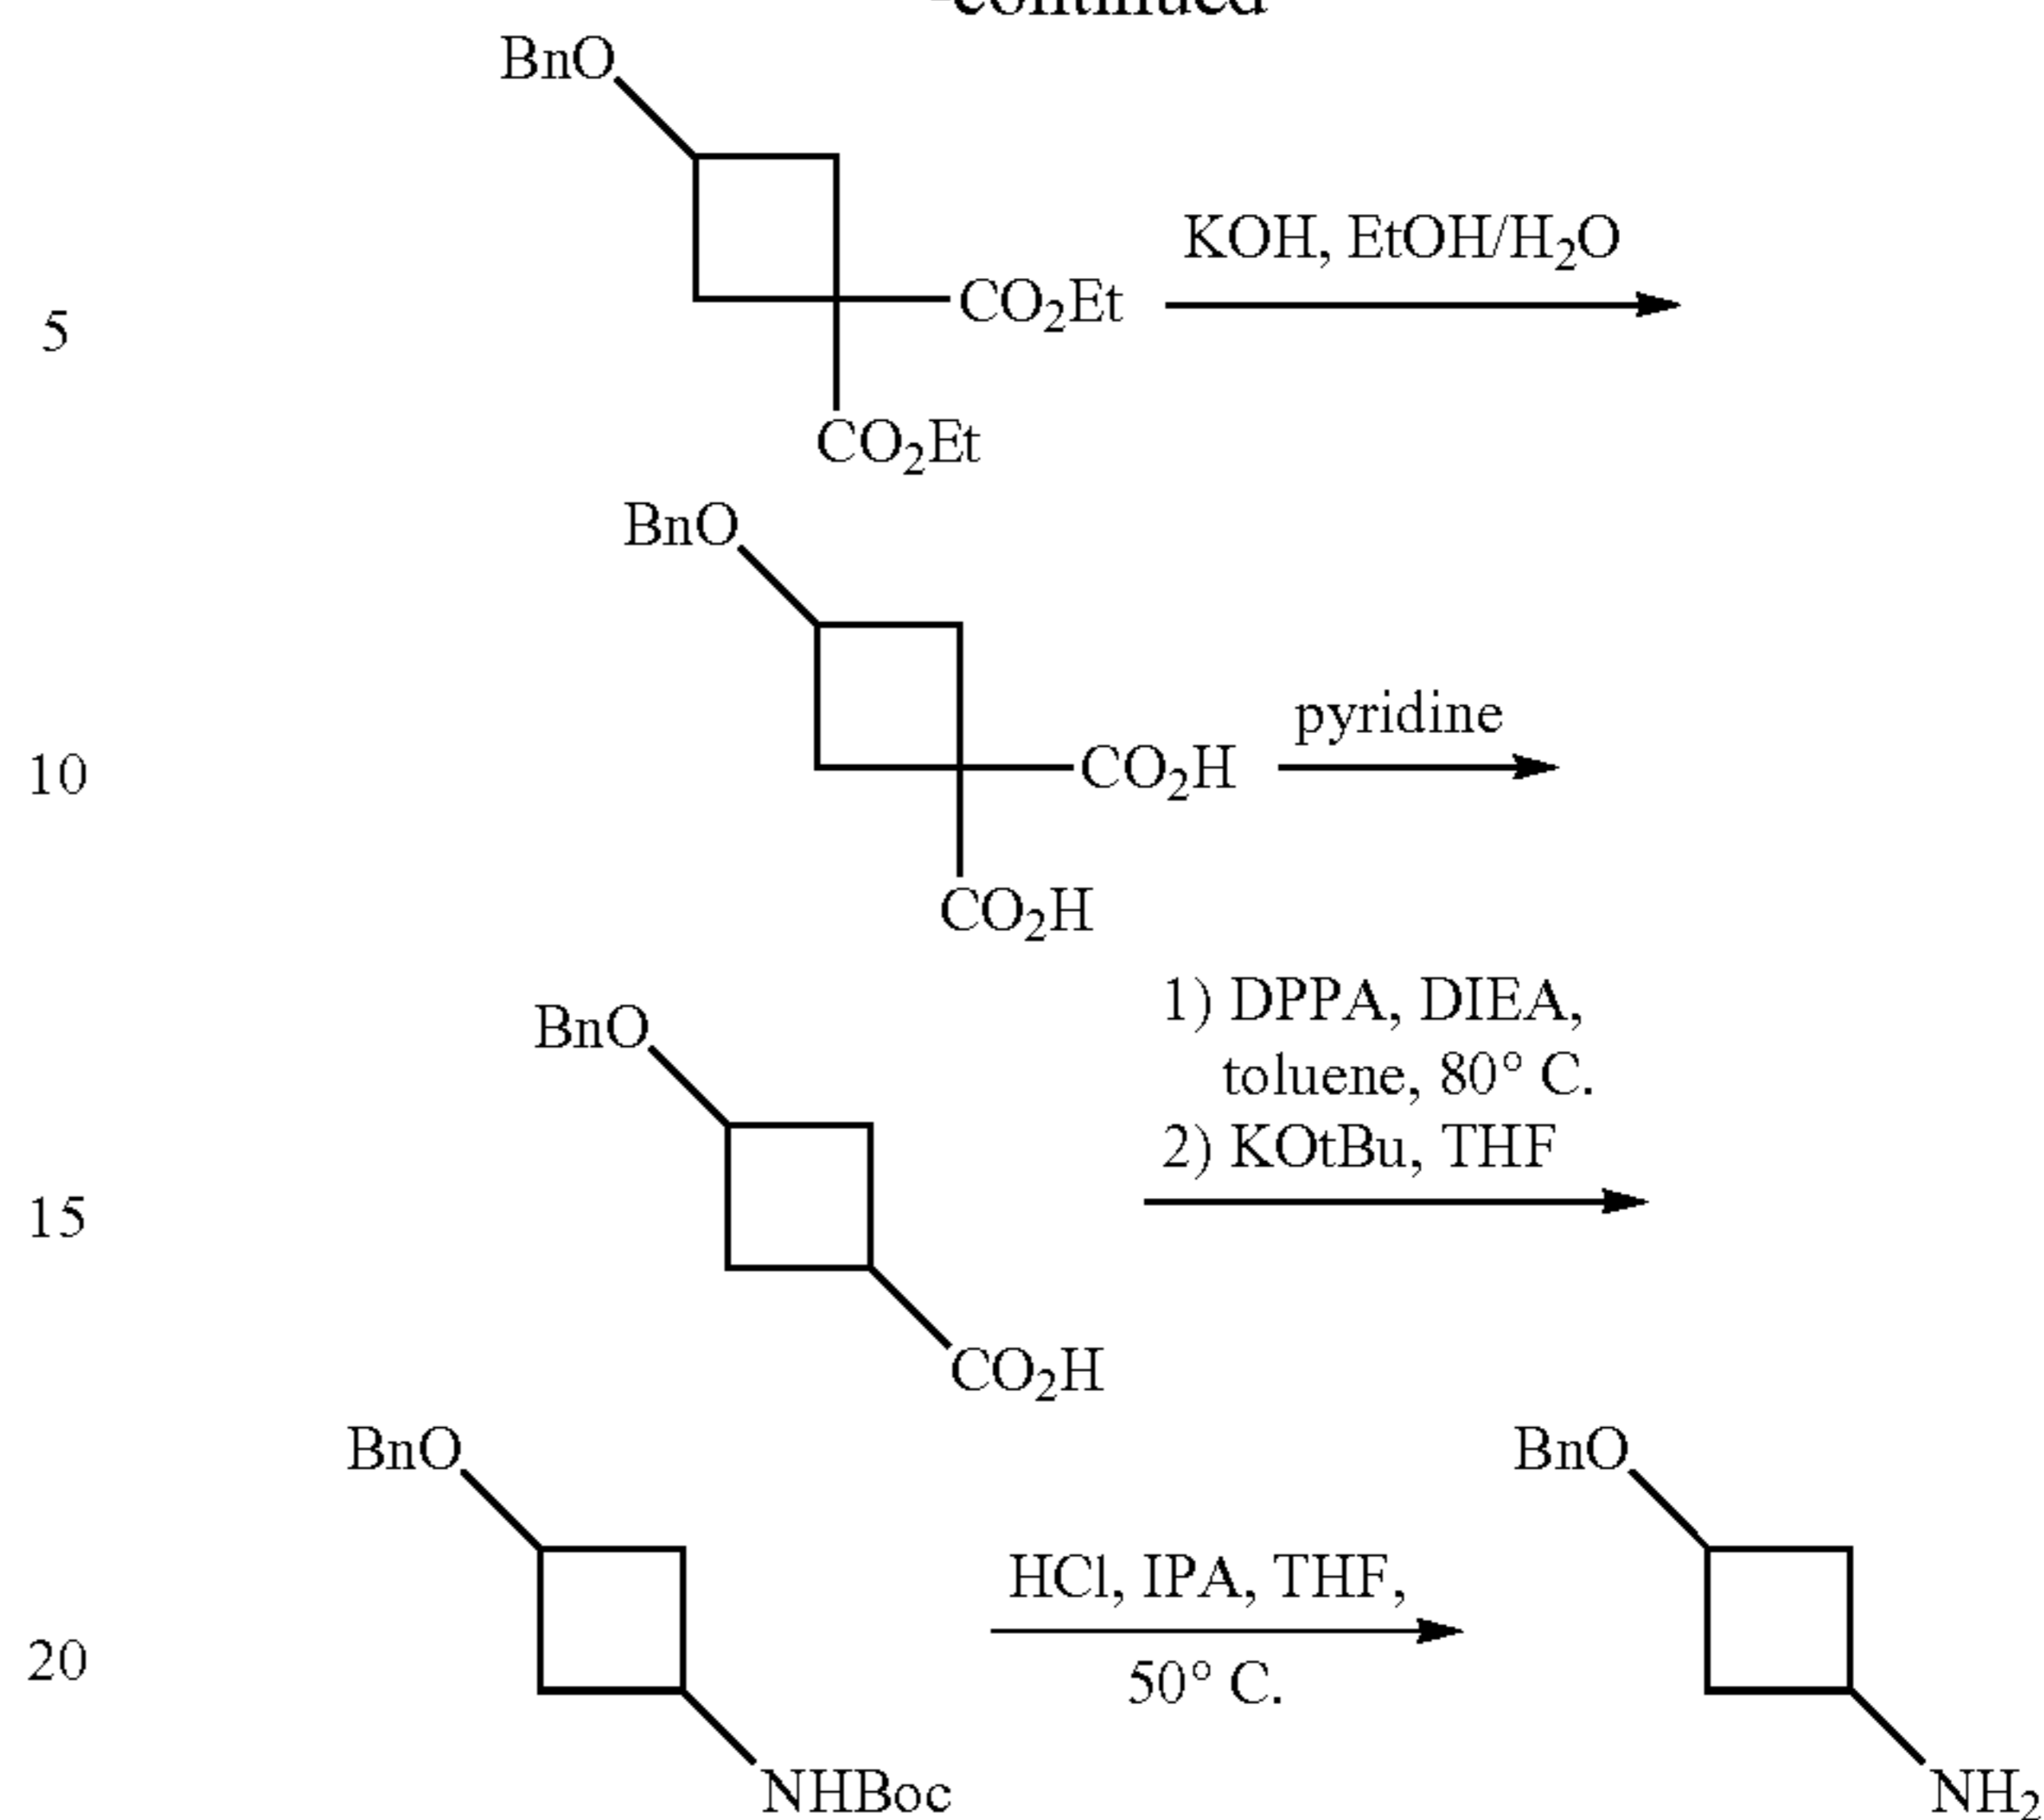 -continued
BnO
KOH, EtOH/H₂O
CO₂Et
5
CO₂Et
BnO
pyridine
CO₂H
10
CO₂H
1) DPPA, DIEA,
BnO
toluene, 80° C.
2) KOtBu, THF
15
CO₂H
BnO
BnO
HCl, IPA, THF,
20
50° C.
NHBoc
NH₂